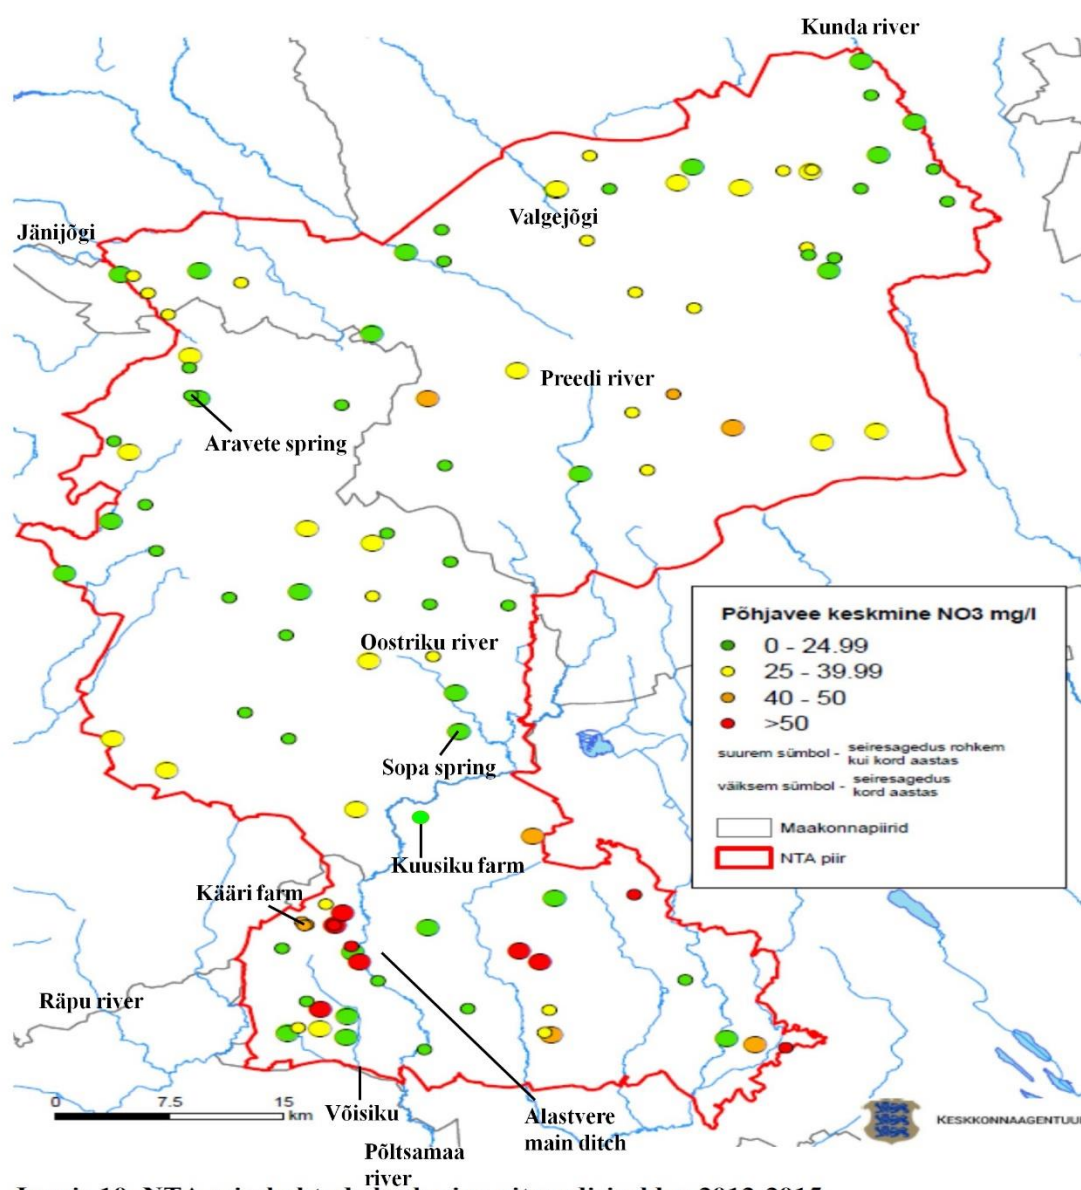 Kunda river
Valgejõgi
Jänijõgi
Preedi river
Aravete spring
Oostriku river
Sopa spring
Kuusiku farm
Kääri farm
Räpu river
Võisiku
Põltsamaa
river
Alastvere
main ditch
Põhjavee keskmine NO3 mg/l
0 - 24.99
25 - 39.99
40 - 50
>50
suurem sümbol - seiresagedus rohkem
kui kord aastas
väiksem sümbol - seiresagedus
kord aastas
Maakonnapiirid
NTA piir
0 7.5 15
km
KESKKONNAAGENTUUR